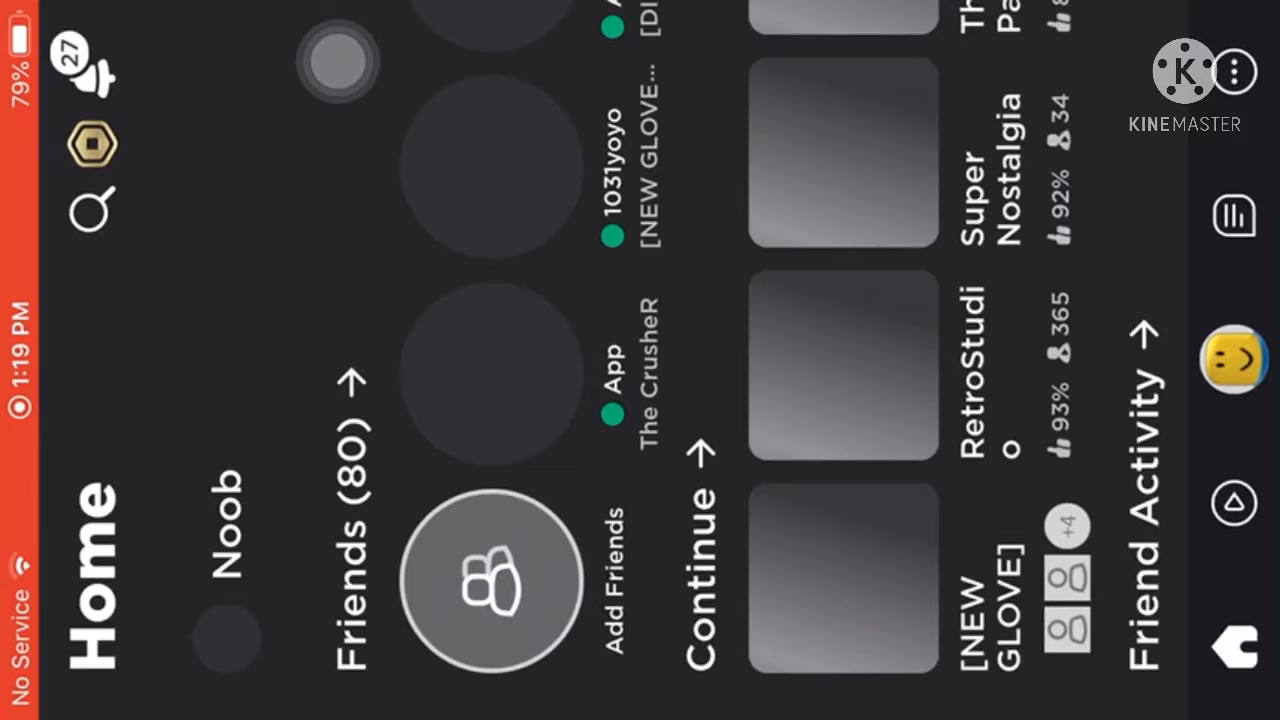 No Service 1:19 PM 79%
Home
27
Noob
Friends (80) →
Add Friends
App
The CrusheR
1031yoyo
[NEW GLOVE...
[DI
Continue →
[NEW
GLOVE]
+4
RetroStudi
o
93% 365
Super
Nostalgia
92% 34
Th
Pa
Friend Activity →
K
KINEMASTER